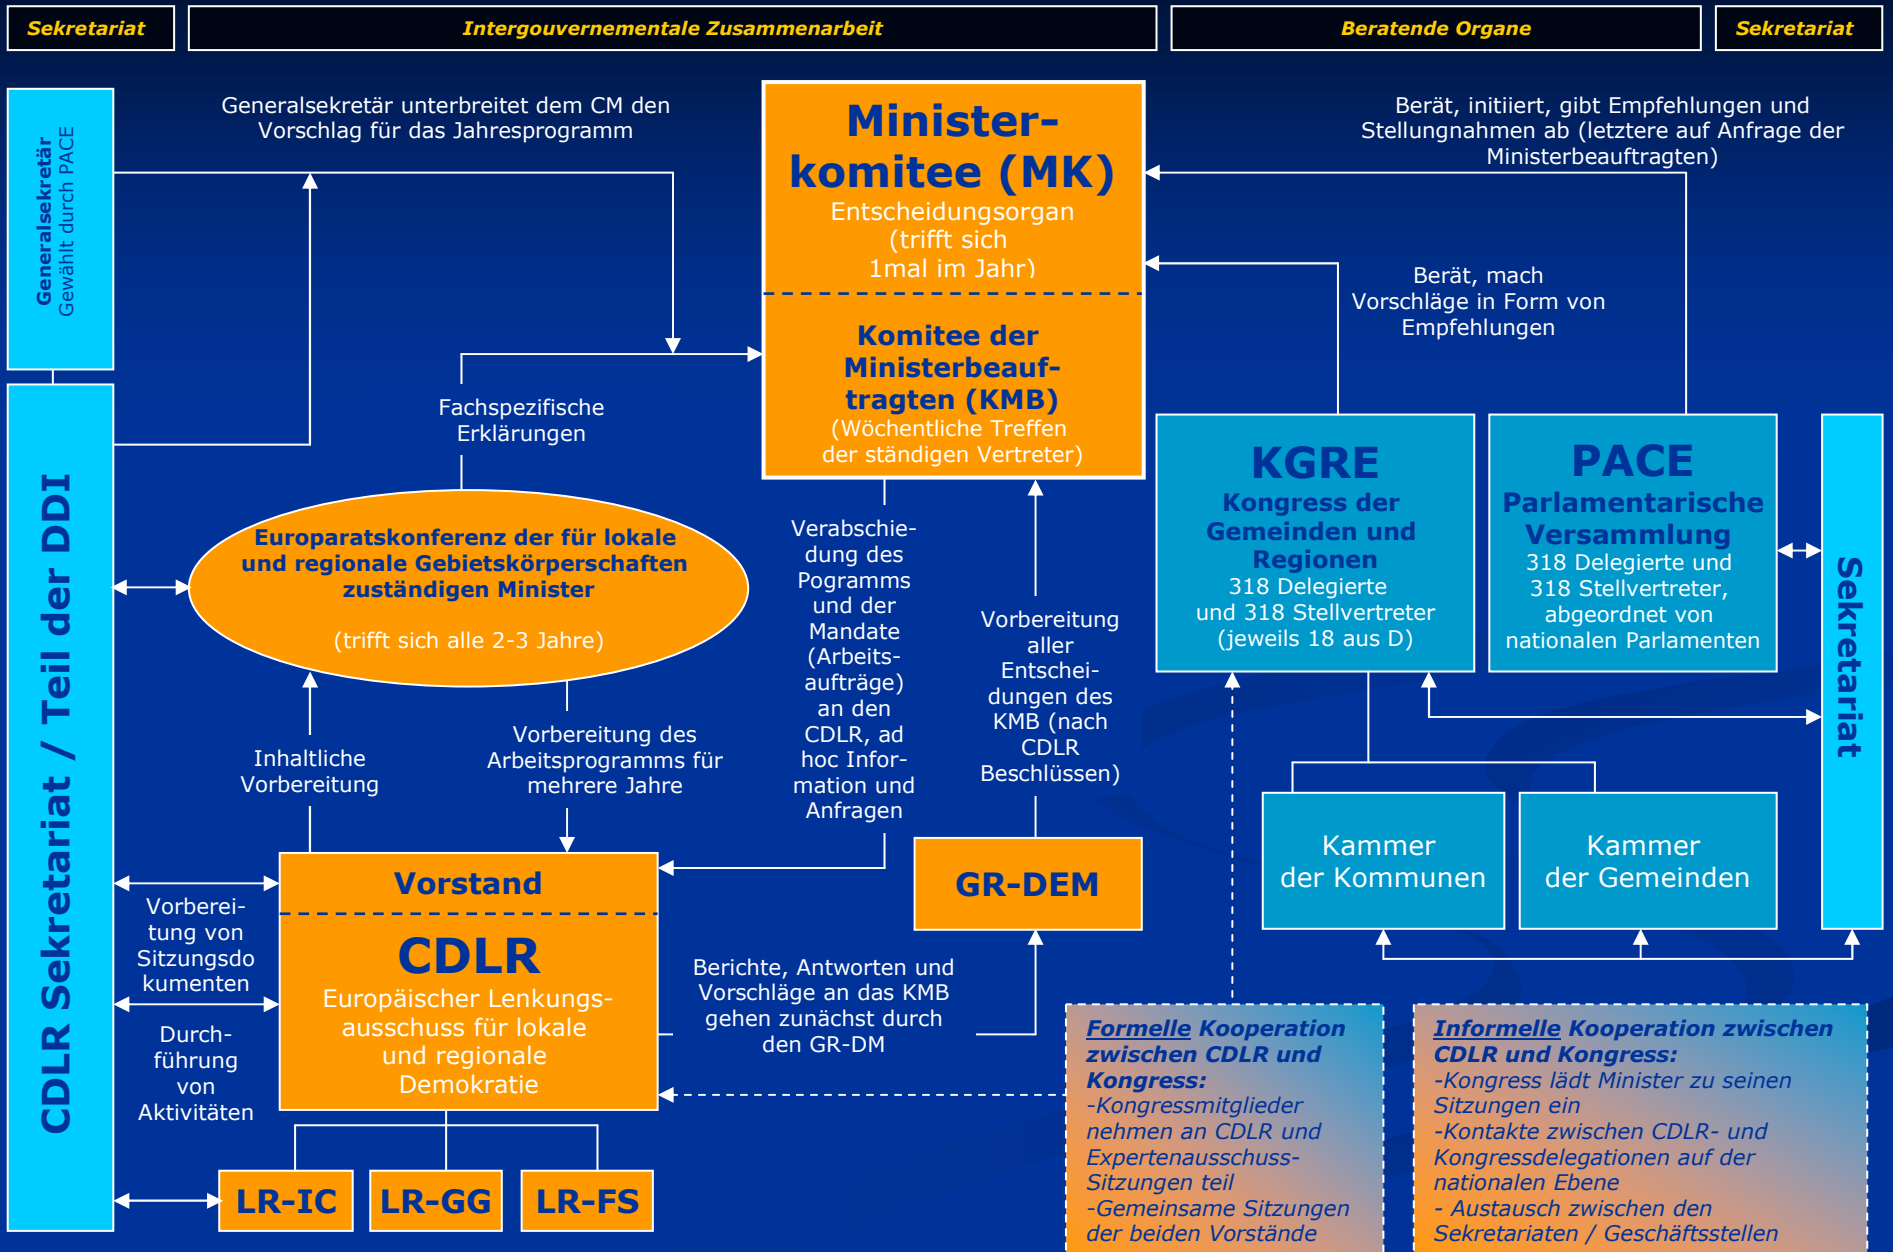 Sekretariat
Intergouvernementale Zusammenarbeit
Beratende Organe
Sekretariat
Generalsekretär
Gewählt durch PACE
Generalsekretär unterbreitet dem CM den
Vorschlag für das Jahresprogramm
Minister-
komitee (MK)
Entscheidungsorgan
(trifft sich
1mal im Jahr)
Komitee der
Ministerbeauf-
tragten (KMB)
(Wöchentliche Treffen
der ständigen Vertreter)
Berät, initiiert, gibt Empfehlungen und
Stellungnahmen ab (letztere auf Anfrage der
Ministerbeauftragten)
Berät, mach
Vorschläge in Form von
Empfehlungen
Fachspezifische
Erklärungen
CDLR Sekretariat / Teil der DDI
Europaratskonferenz der für lokale
und regionale Gebietskörperschaften
zuständigen Minister
(trifft sich alle 2-3 Jahre)
Verabschie-
dung des
Pogramms
und der
Mandate
(Arbeits-
aufträge)
an den
CDLR, ad
hoc Infor-
mation und
Anfragen
Vorbereitung
aller
Entschei-
dungen des
KMB (nach
CDLR
Beschlüssen)
KGRE
Kongress der
Gemeinden und
Regionen
318 Delegierte
und 318 Stellvertreter
(jeweils 18 aus D)
PACE
Parlamentarische
Versammlung
318 Delegierte und
318 Stellvertreter,
abgeordnet von
nationalen Parlamenten
Sekretariat
Inhaltliche
Vorbereitung
Vorbereitung des
Arbeitsprogramms für
mehrere Jahre
Kammer
der Kommunen
Kammer
der Gemeinden
Vorstand
CDLR
Europäischer Lenkungs-
ausschuss für lokale
und regionale
Demokratie
GR-DEM
Vorberei-
tung von
Sitzungsdo
kumenten
Durch-
führung
von
Aktivitäten
Berichte, Antworten und
Vorschläge an das KMB
gehen zunächst durch
den GR-DM
LR-IC
LR-GG
LR-FS
Formelle Kooperation
zwischen CDLR und
Kongress:
-Kongressmitglieder
nehmen an CDLR und
Expertenausschuss-
Sitzungen teil
-Gemeinsame Sitzungen
der beiden Vorstände
Informelle Kooperation zwischen
CDLR und Kongress:
-Kongress lädt Minister zu seinen
Sitzungen ein
-Kontakte zwischen CDLR- und
Kongressdelegationen auf der
nationalen Ebene
- Austausch zwischen den
Sekretariaten / Geschäftsstellen